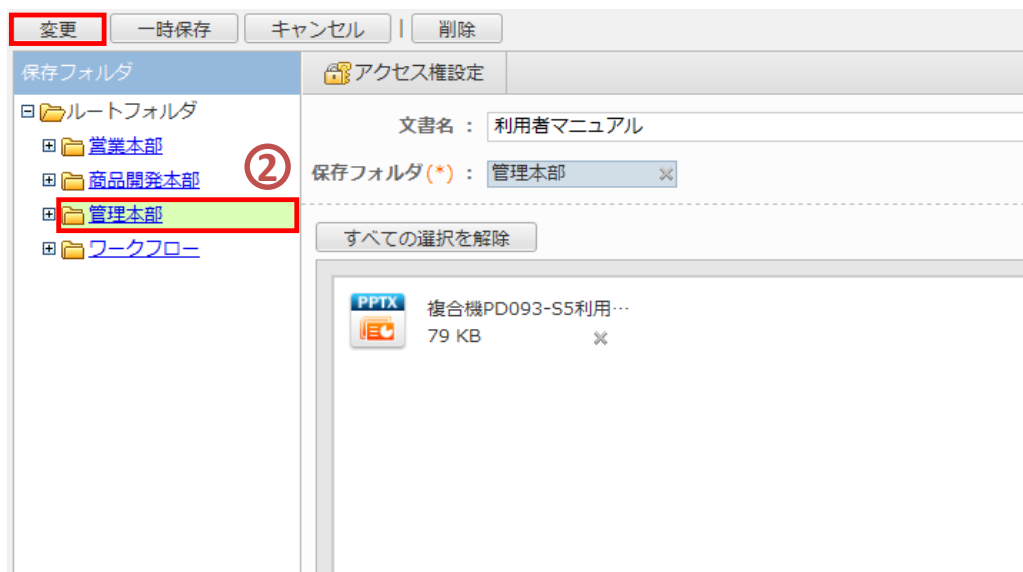 変更 一時保存 キャンセル | 削除
保存フォルダ
アクセス権設定
ルートフォルダ
営業本部
商品開発本部
管理本部
ワークフロー
②
文書名 : 利用者マニュアル
保存フォルダ(*) : 管理本部
すべての選択を解除
PPTX
複合機PD093-S5利用…
79 KB